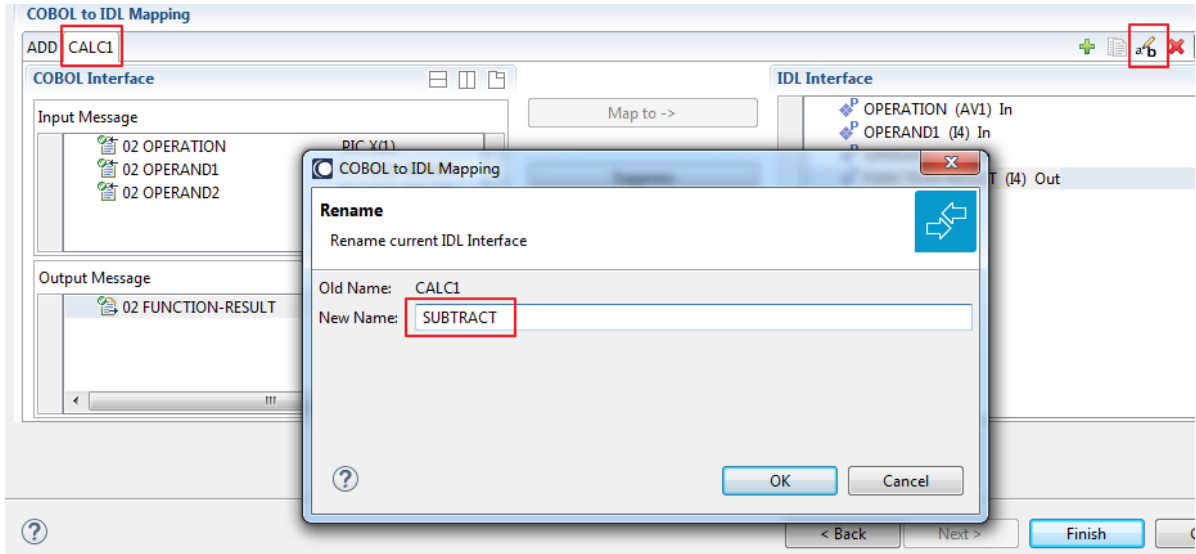 COBOL to IDL Mapping
ADD CALC1
COBOL Interface
IDL Interface
Map to ->
Input Message
02 OPERATION PIC X(1)
02 OPERAND1
02 OPERAND2
OPERATION (AV1) In
OPERAND1 (I4) In
T (I4) Out
COBOL to IDL Mapping
Rename
Rename current IDL Interface
Old Name: CALC1
New Name: SUBTRACT
OK Cancel
Output Message
02 FUNCTION-RESULT
< Back Next > Finish